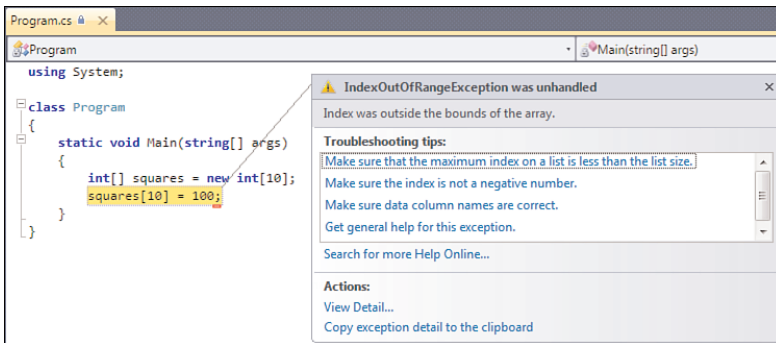 Program.cs
Program
Main(string[] args)
using System;
class Program
{
static void Main(string[] args)
{
int[] squares = new int[10];
squares[10] = 100;
}
}
IndexOutOfRangeException was unhandled
Index was outside the bounds of the array.
Troubleshooting tips:
Make sure that the maximum index on a list is less than the list size.
Make sure the index is not a negative number.
Make sure data column names are correct.
Get general help for this exception.
Search for more Help Online...
Actions:
View Detail...
Copy exception detail to the clipboard